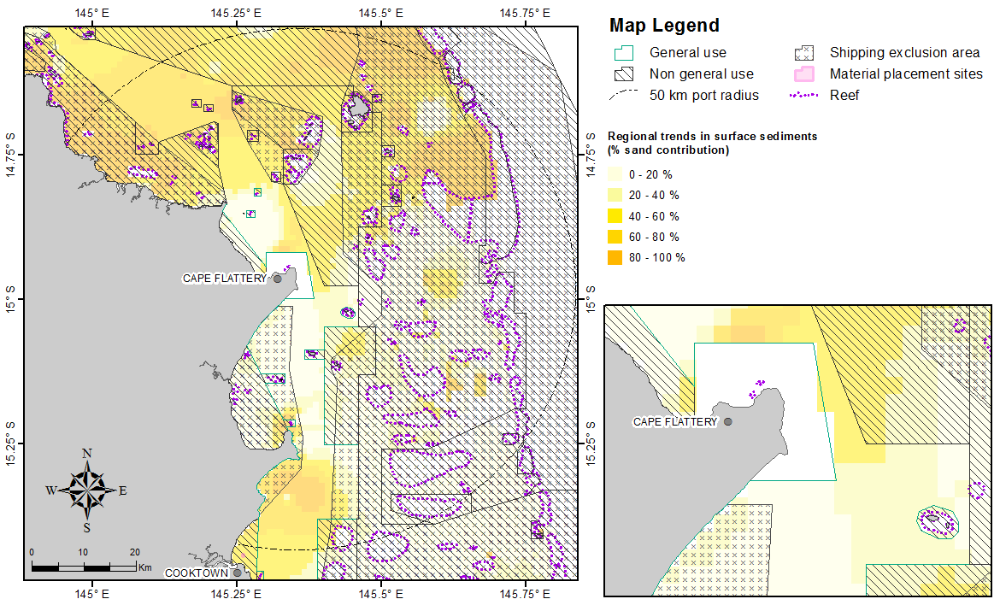 145° E
145.25° E
145.5° E
145.75° E
14.75° S
15° S
15.25° S
CAPE FLATTERY
COOKTOWN
N
W
E
S
0 10 20
Km
145° E
145.25° E
145.5° E
145.75° E
14.75° S
15° S
15.25° S
Map Legend
General use
Non general use
50 km port radius
Shipping exclusion area
Material placement sites
Reef
Regional trends in surface sediments
(% sand contribution)
0 - 20 %
20 - 40 %
40 - 60 %
60 - 80 %
80 - 100 %
CAPE FLATTERY